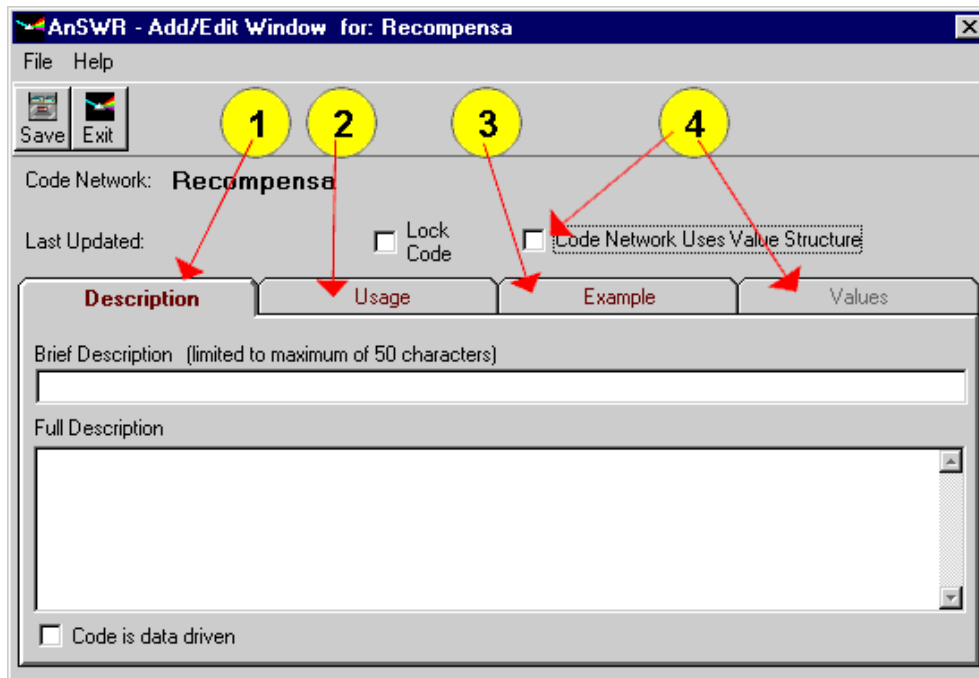 AnSWR - Add/Edit Window for: Recompensa
File Help
Save Exit
1 2 3 4
Code Network: Recompensa
Last Updated:
Lock
Code
Code Network Uses Value Structure
Description Usage Example Values
Brief Description (limited to maximum of 50 characters)
Full Description
Code is data driven